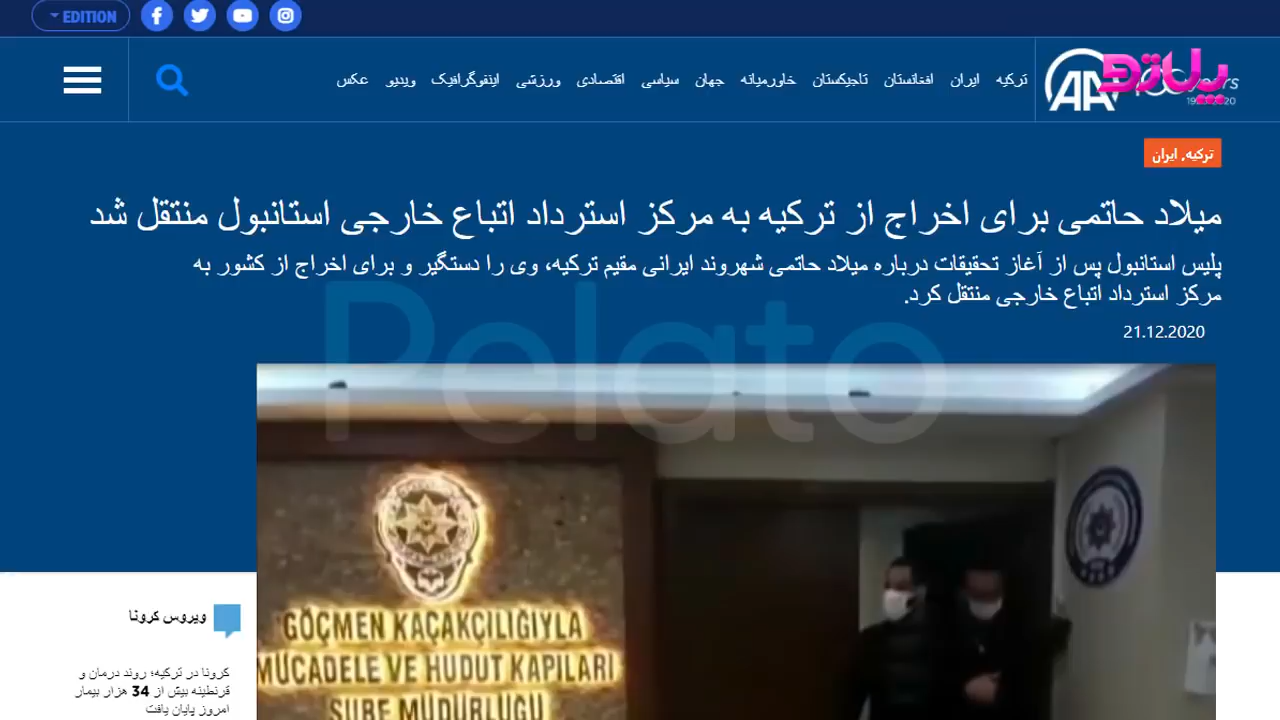 EDITION
AA
پلاتو
ترکیه ایران افغانستان تاجیکستان خاورمیانه جهان سیاسی اقتصادی ورزشی اینفوگرافیک ویدیو عکس
ترکیه, ایران
میلاد حاتمی برای اخراج از ترکیه به مرکز استرداد اتباع خارجی استانبول منتقل شد
پلیس استانبول پس از آغاز تحقیقات درباره میلاد حاتمی شهروند ایرانی مقیم ترکیه، وی را دستگیر و برای اخراج از کشور به
مرکز استرداد اتباع خارجی منتقل کرد.
21.12.2020
Pelato
GÖÇMEN KAÇAKÇILIĞIYLA
MÜCADELE VE HUDUT KAPILARI
ŞUBE MÜDÜRLÜĞÜ
ویروس کرونا
کرونا در ترکیه؛ روند درمان و
قرنطینه بیش از 34 هزار بیمار
امروز پایان یافت